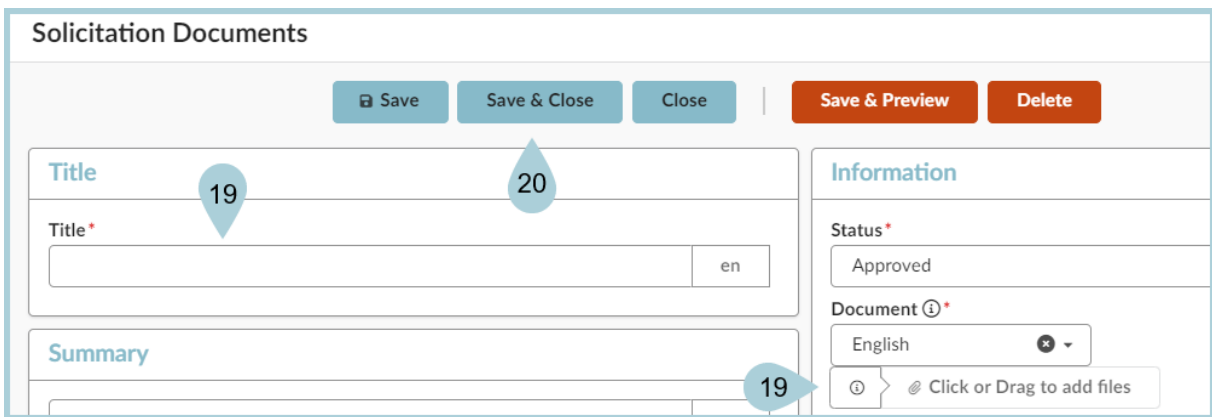 Solicitation Documents
Save
Save & Close
Close
Save & Preview
Delete
Title
19
20
Title*
en
Summary
Information
Status*
Approved
Document *
English
19
Click or Drag to add files